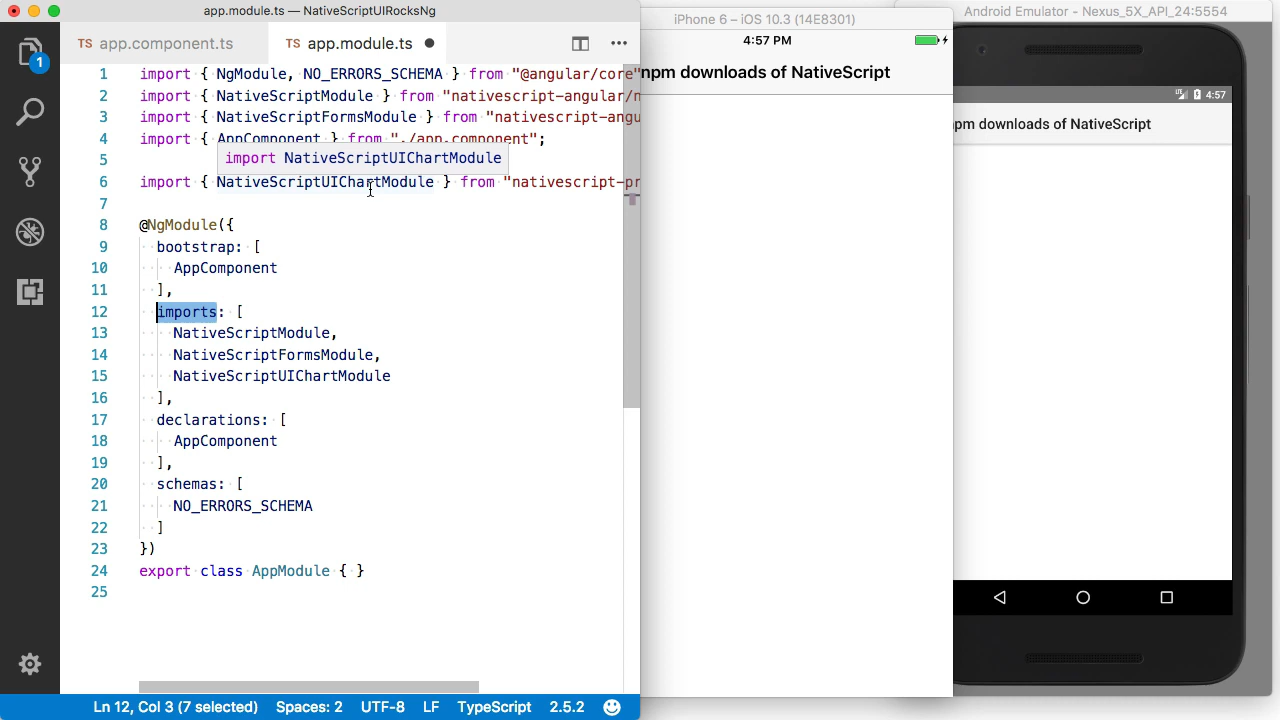 app.module.ts — NativeScriptUIRocksNg
TS app.component.ts
TS app.module.ts
1
1 import { NgModule, NO_ERRORS_SCHEMA } from "@angular/core"
2 import { NativeScriptModule } from "nativescript-angular/n
3 import { NativeScriptFormsModule } from "nativescript-angu
4 import { AppComponent } from "./app.component";
import NativeScriptUIChartModule
5
6 import { NativeScriptUIChartModule } from "nativescript-pr
7
8 @NgModule({
9 bootstrap: [
10 AppComponent
11 ],
12 imports: [
13 NativeScriptModule,
14 NativeScriptFormsModule,
15 NativeScriptUIChartModule
16 ],
17 declarations: [
18 AppComponent
19 ],
20 schemas: [
21 NO_ERRORS_SCHEMA
22 ]
23 })
24 export class AppModule { }
25
Ln 12, Col 3 (7 selected) Spaces: 2 UTF-8 LF TypeScript 2.5.2
iPhone 6 – iOS 10.3 (14E8301)
4:57 PM
npm downloads of NativeScript
Android Emulator - Nexus_5X_API_24:5554
LTE 4:57
pm downloads of NativeScript